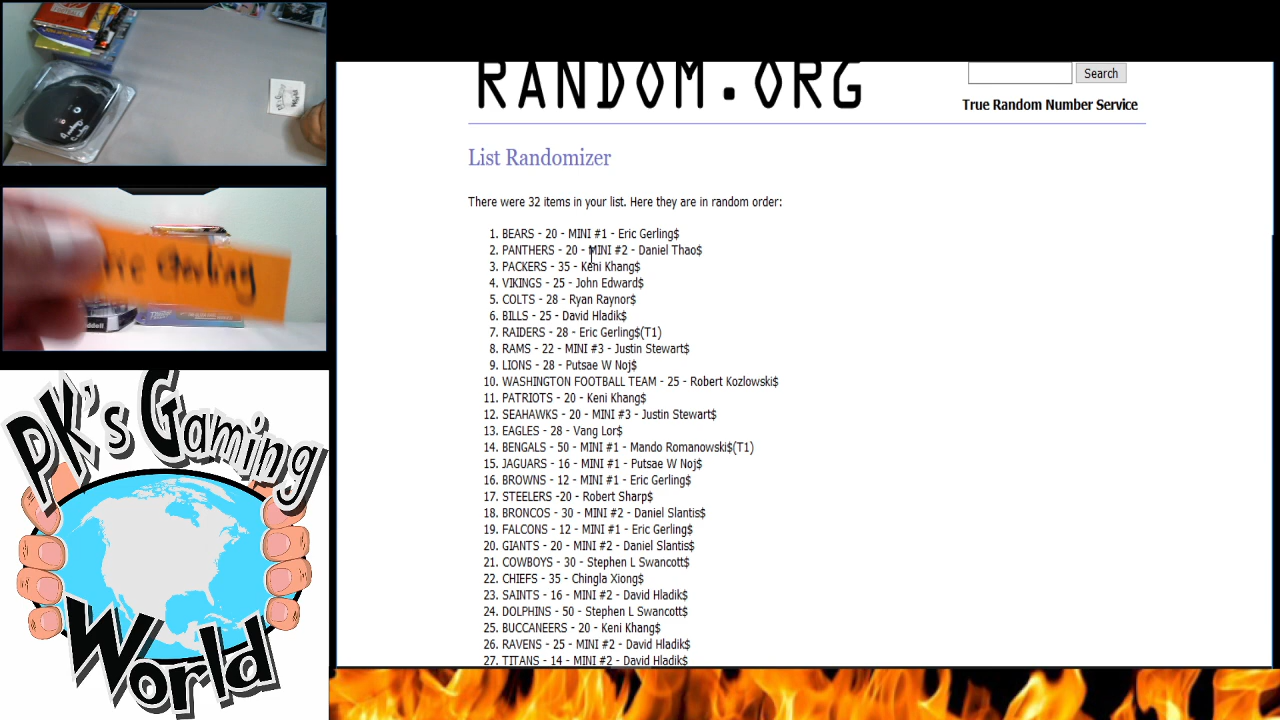 Gerling
PK's Gaming
World
RANDOM.ORG
Search
True Random Number Service
List Randomizer
There were 32 items in your list. Here they are in random order:
1. BEARS - 20 - MINI #1 - Eric Gerling$
2. PANTHERS - 20 - MINI #2 - Daniel Thao$
3. PACKERS - 35 - Keni Khang$
4. VIKINGS - 25 - John Edward$
5. COLTS - 28 - Ryan Raynor$
6. BILLS - 25 - David Hladik$
7. RAIDERS - 28 - Eric Gerling$(T1)
8. RAMS - 22 - MINI #3 - Justin Stewart$
9. LIONS - 28 - Putsae W Noj$
10. WASHINGTON FOOTBALL TEAM - 25 - Robert Kozlowski$
11. PATRIOTS - 20 - Keni Khang$
12. SEAHAWKS - 20 - MINI #3 - Justin Stewart$
13. EAGLES - 28 - Vang Lor$
14. BENGALS - 50 - MINI #1 - Mando Romanowski$(T1)
15. JAGUARS - 16 - MINI #1 - Putsae W Noj$
16. BROWNS - 12 - MINI #1 - Eric Gerling$
17. STEELERS -20 - Robert Sharp$
18. BRONCOS - 30 - MINI #2 - Daniel Slantis$
19. FALCONS - 12 - MINI #1 - Eric Gerling$
20. GIANTS - 20 - MINI #2 - Daniel Slantis$
21. COWBOYS - 30 - Stephen L Swancott$
22. CHIEFS - 35 - Chingla Xiong$
23. SAINTS - 16 - MINI #2 - David Hladik$
24. DOLPHINS - 50 - Stephen L Swancott$
25. BUCCANEERS - 20 - Keni Khang$
26. RAVENS - 25 - MINI #2 - David Hladik$
27. TITANS - 14 - MINI #2 - David Hladik$